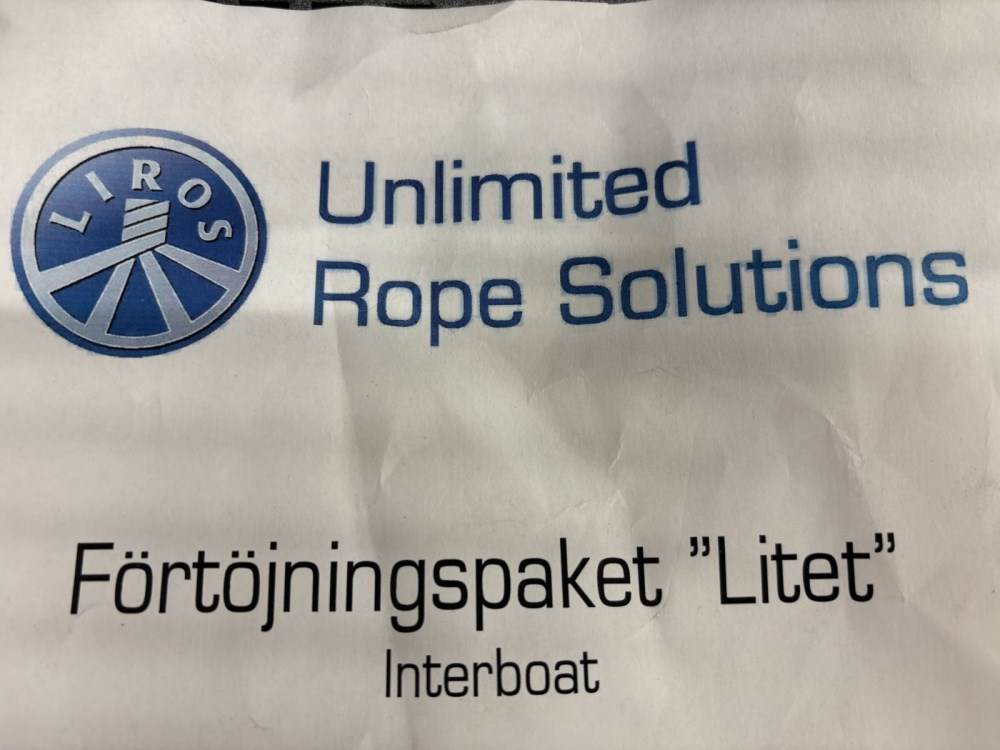 LIROS
Unlimited
Rope Solutions
Förtöjningspaket ”Litet”
Interboat